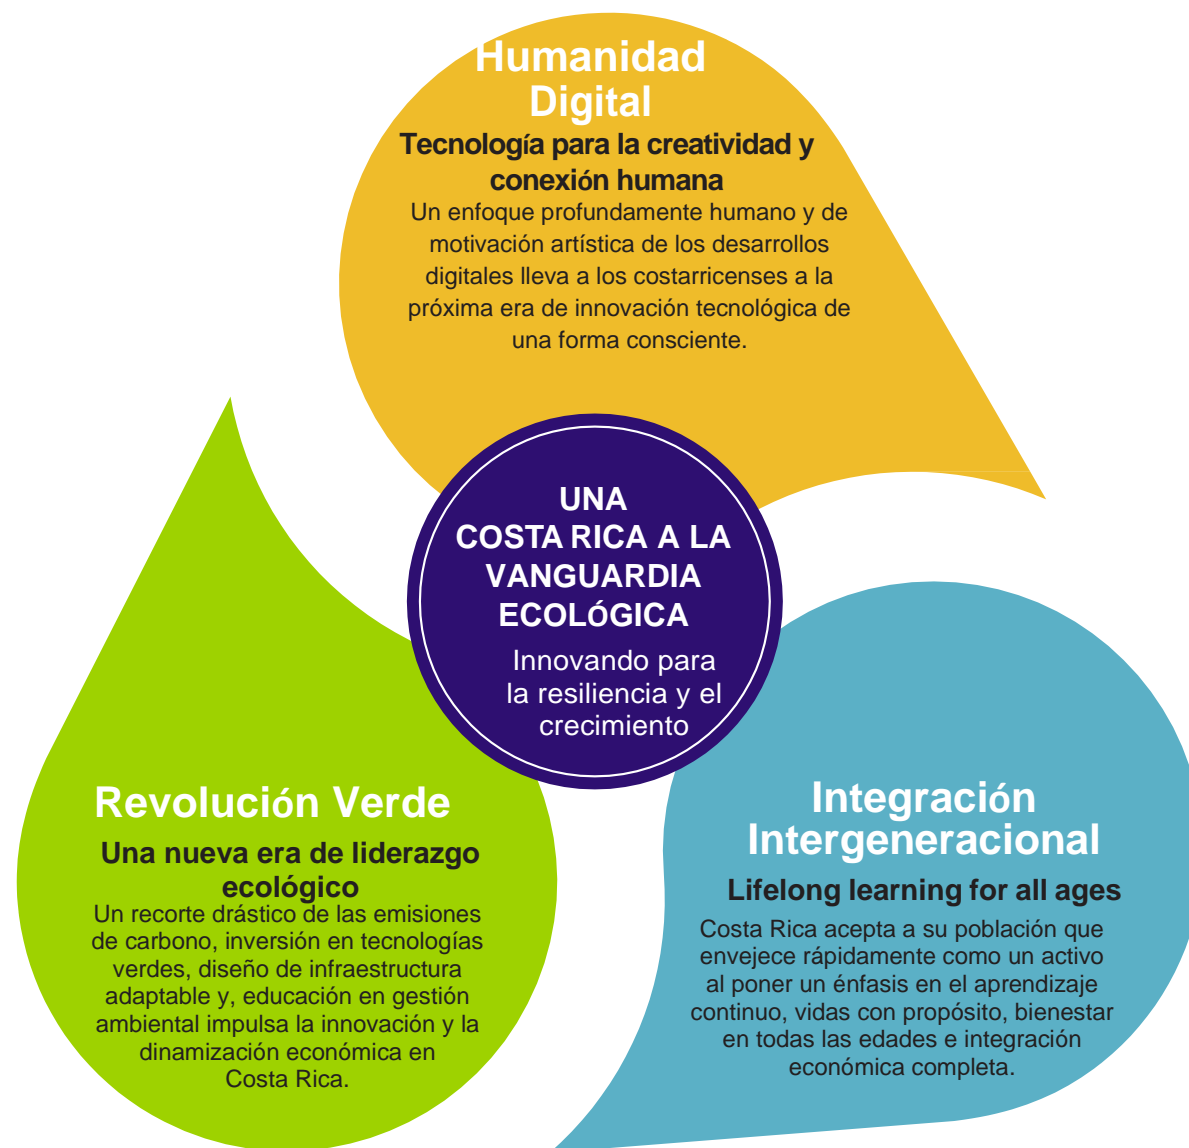 Humanidad
Digital
Tecnología para la creatividad y
conexión humana
Un enfoque profundamente humano y de
motivación artística de los desarrollos
digitales lleva a los costarricenses a la
próxima era de innovación tecnológica de
una forma consciente.
UNA
COSTA RICA A LA
VANGUARDIA
ECOLÓGICA
Innovando para
la resiliencia y el
crecimiento
Revolución Verde
Una nueva era de liderazgo
ecológico
Un recorte drástico de las emisiones
de carbono, inversión en tecnologías
verdes, diseño de infraestructura
adaptable y, educación en gestión
ambiental impulsa la innovación y la
dinamización económica en
Costa Rica.
Integración
Intergeneracional
Lifelong learning for all ages
Costa Rica acepta a su población que
envejece rápidamente como un activo
al poner un énfasis en el aprendizaje
continuo, vidas con propósito, bienestar
en todas las edades e integración
económica completa.